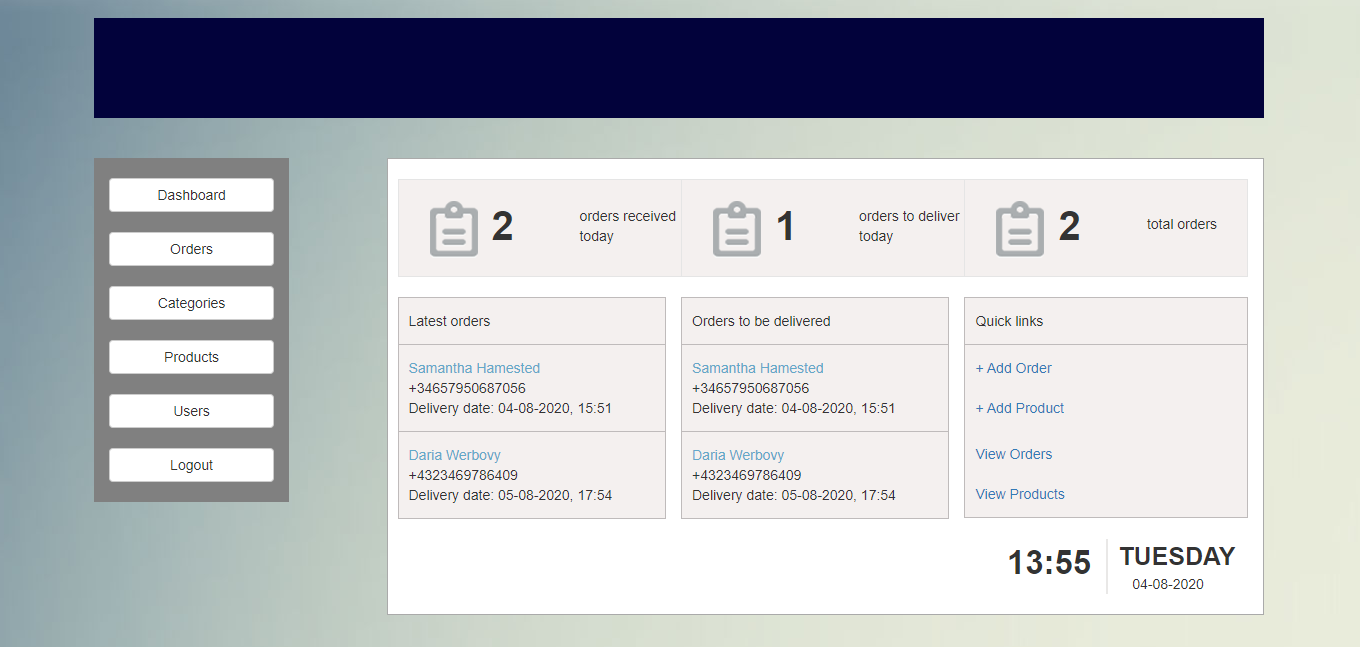 Dashboard
Orders
Categories
Products
Users
Logout
2
orders received
today
1
orders to deliver
today
2
total orders
Latest orders
Samantha Hamested
+34657950687056
Delivery date: 04-08-2020, 15:51
Daria Werbovy
+4323469786409
Delivery date: 05-08-2020, 17:54
Orders to be delivered
Samantha Hamested
+34657950687056
Delivery date: 04-08-2020, 15:51
Daria Werbovy
+4323469786409
Delivery date: 05-08-2020, 17:54
Quick links
+ Add Order
+ Add Product
View Orders
View Products
13:55
TUESDAY
04-08-2020